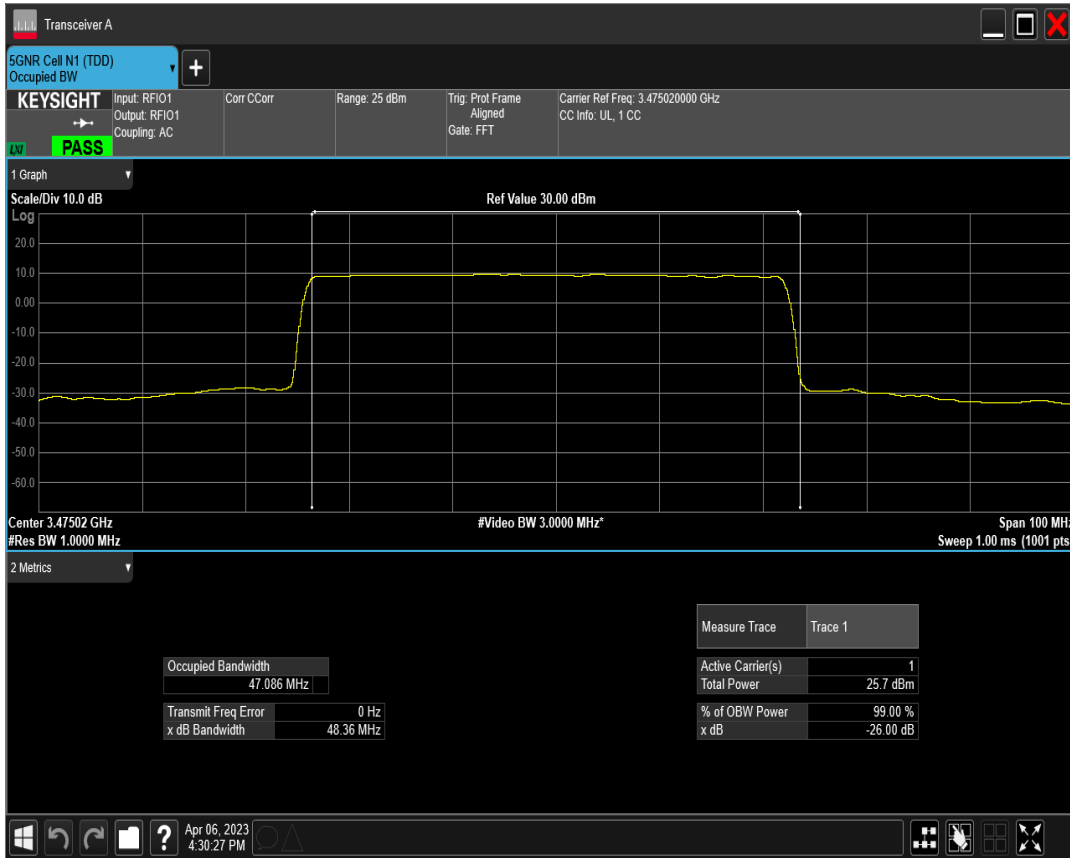 Transceiver A
5GNR Cell N1 (TDD)
Occupied BW
+
KEYSIGHT
Input: RFIO1
Output: RFIO1
Coupling: AC
Corr CCorr
Range: 25 dBm
Trig: Prot Frame
Aligned
Gate: FFT
Carrier Ref Freq: 3.475020000 GHz
CC Info: UL, 1 CC
LXI
PASS
1 Graph
Scale/Div 10.0 dB
Ref Value 30.00 dBm
Log
20.0
10.0
0.00
-10.0
-20.0
-30.0
-40.0
-50.0
-60.0
Center 3.47502 GHz
#Video BW 3.0000 MHz*
Span 100 MHz
#Res BW 1.0000 MHz
Sweep 1.00 ms (1001 pts
2 Metrics
Measure Trace
Trace 1
Occupied Bandwidth
47.086 MHz
Active Carrier(s)
1
Total Power
25.7 dBm
Transmit Freq Error
0 Hz
x dB Bandwidth
48.36 MHz
% of OBW Power
99.00 %
x dB
-26.00 dB
?
Apr 06, 2023
4:30:27 PM